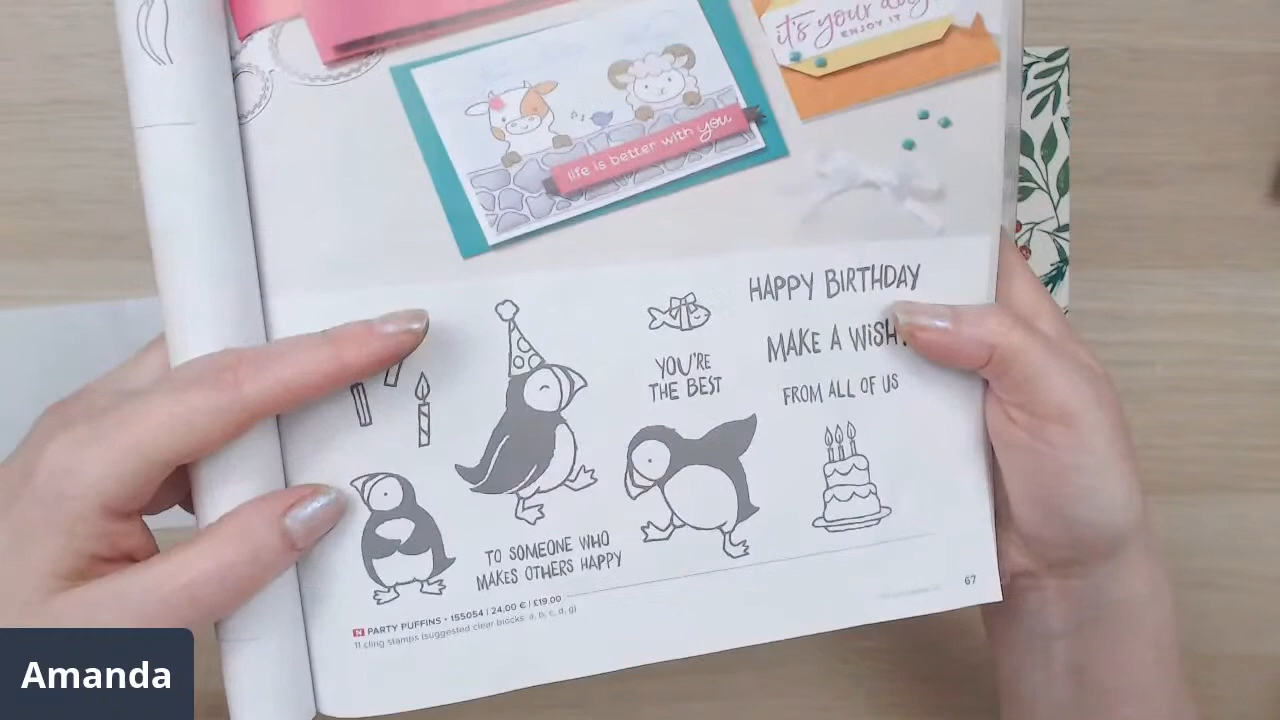 it's your day
ENJOY IT
life is better with you
HAPPY BIRTHDAY
MAKE A WISH!
YOU'RE
THE BEST
FROM ALL OF US
TO SOMEONE WHO
MAKES OTHERS HAPPY
N PARTY PUFFINS • 155054 | 24,00 € | £19.00
11 cling stamps (suggested clear blocks: a, b, c, d, g)
67
Amanda